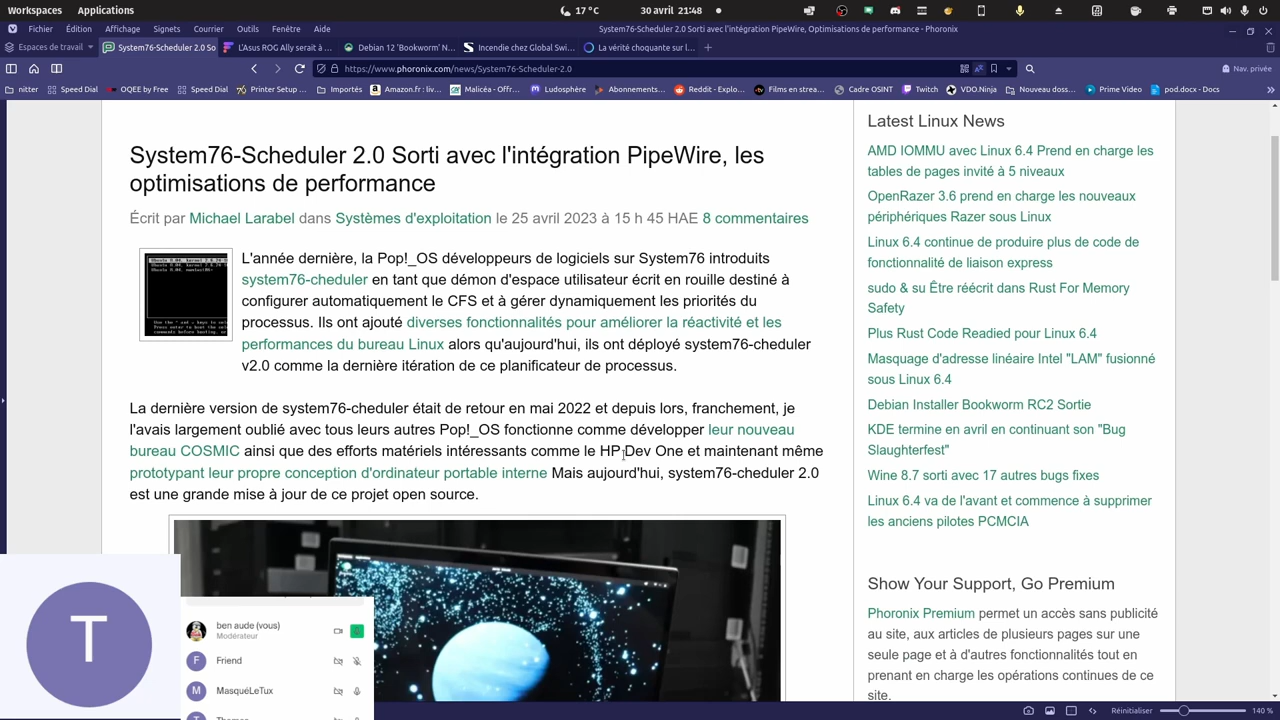 Workspaces
Applications
17 °C
30 Avr 21:48
Fichier
Édition
Affichage
Signets
Courrier
Outils
Fenêtre
Aide
System76-Scheduler 2.0 Sorti avec l'intégration PipeWire, Optimisations de performance - Phoronix
Espaces de travail
System76-Scheduler 2.0 So
L'Asus ROG Ally serait à
Debian 12 'Bookworm' N
Incendie chez Global Swi
La vérité choquante sur l
https://www.phoronix.com/news/System76-Scheduler-2.0
Nav. privée
nitter
Speed Dial
OQEE by Free
Speed Dial
Printer Setup ...
Importés
Amazon.fr : liv...
Malicéa - Offr...
Ludosphère
Abonnements...
Reddit - Explo...
Films en strea...
Cadre OSINT
Twitch
VDO.Ninja
Nouveau doss...
Prime Video
pod.docx - Docs
System76-Scheduler 2.0 Sorti avec l'intégration PipeWire, les
optimisations de performance
Écrit par Michael Larabel dans Systèmes d'exploitation le 25 avril 2023 à 15 h 45 HAE 8 commentaires
L'année dernière, la Pop!_OS développeurs de logiciels sur System76 introduits
system76-cheduler en tant que démon d'espace utilisateur écrit en rouille destiné à
configurer automatiquement le CFS et à gérer dynamiquement les priorités du
processus. Ils ont ajouté diverses fonctionnalités pour améliorer la réactivité et les
performances du bureau Linux alors qu'aujourd'hui, ils ont déployé system76-cheduler
v2.0 comme la dernière itération de ce planificateur de processus.
La dernière version de system76-cheduler était de retour en mai 2022 et depuis lors, franchement, je
l'avais largement oublié avec tous leurs autres Pop!_OS fonctionne comme développer leur nouveau
bureau COSMIC ainsi que des efforts matériels intéressants comme le HP Dev One et maintenant même
prototypant leur propre conception d'ordinateur portable interne Mais aujourd'hui, system76-cheduler 2.0
est une grande mise à jour de ce projet open source.
Latest Linux News
AMD IOMMU avec Linux 6.4 Prend en charge les
tables de pages invité à 5 niveaux
OpenRazer 3.6 prend en charge les nouveaux
périphériques Razer sous Linux
Linux 6.4 continue de produire plus de code de
fonctionnalité de liaison express
sudo & su Être réécrit dans Rust For Memory
Safety
Plus Rust Code Readied pour Linux 6.4
Masquage d'adresse linéaire Intel "LAM" fusionné
sous Linux 6.4
Debian Installer Bookworm RC2 Sortie
KDE termine en avril en continuant son "Bug
Slaughterfest"
Wine 8.7 sorti avec 17 autres bugs fixes
Linux 6.4 va de l'avant et commence à supprimer
les anciens pilotes PCMCIA
Show Your Support, Go Premium
Phoronix Premium permet un accès sans publicité
au site, aux articles de plusieurs pages sur une
seule page et à d'autres fonctionnalités tout en
prenant en charge les opérations continues de ce
site.
T
ben aude (vous)
Modérateur
F
Friend
M
MasquéLeTux
Réinitialiser
140 %